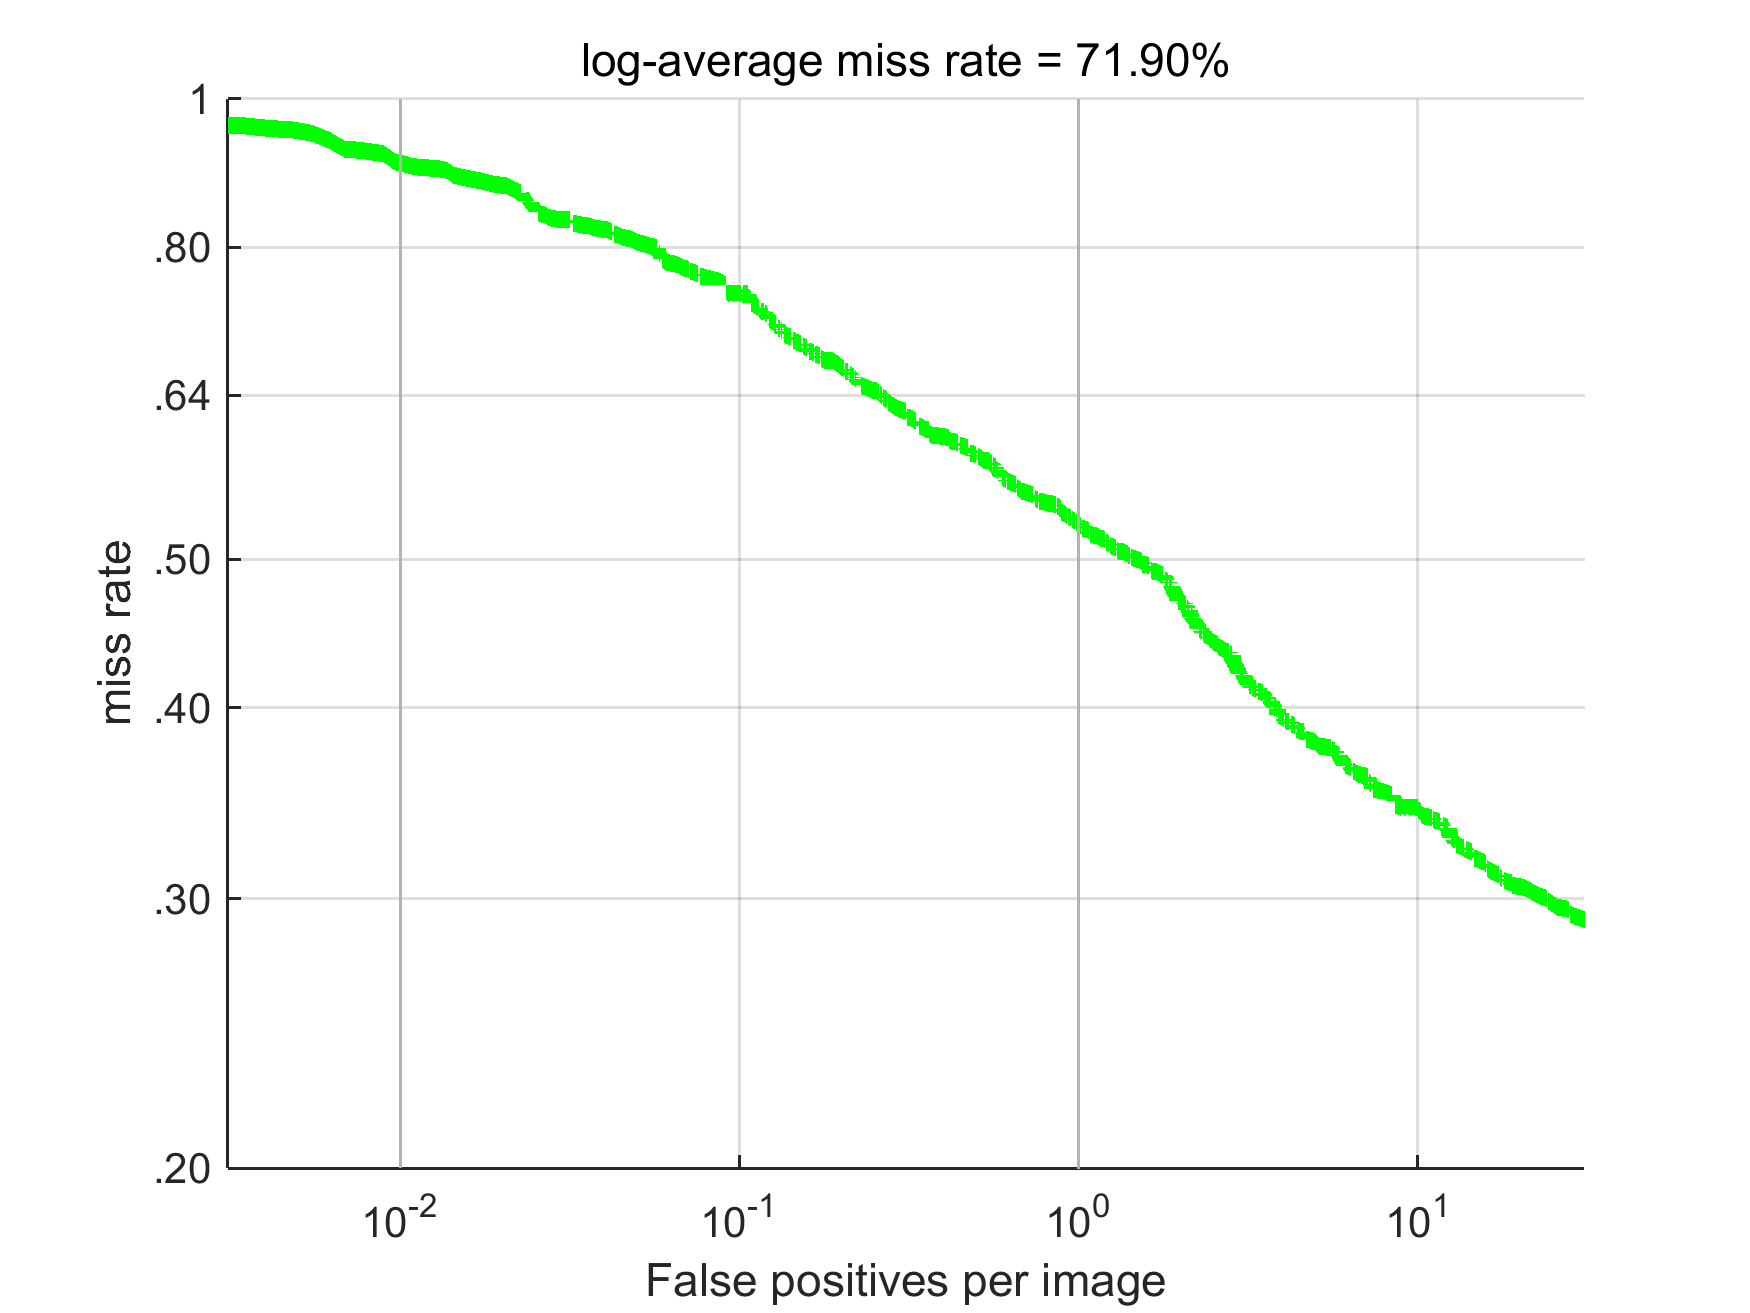 log-average miss rate = 71.90%
1
.80
.64
.50
.40
.30
.20
miss rate
10^-2 10^-1 10^0 10^1
False positives per image